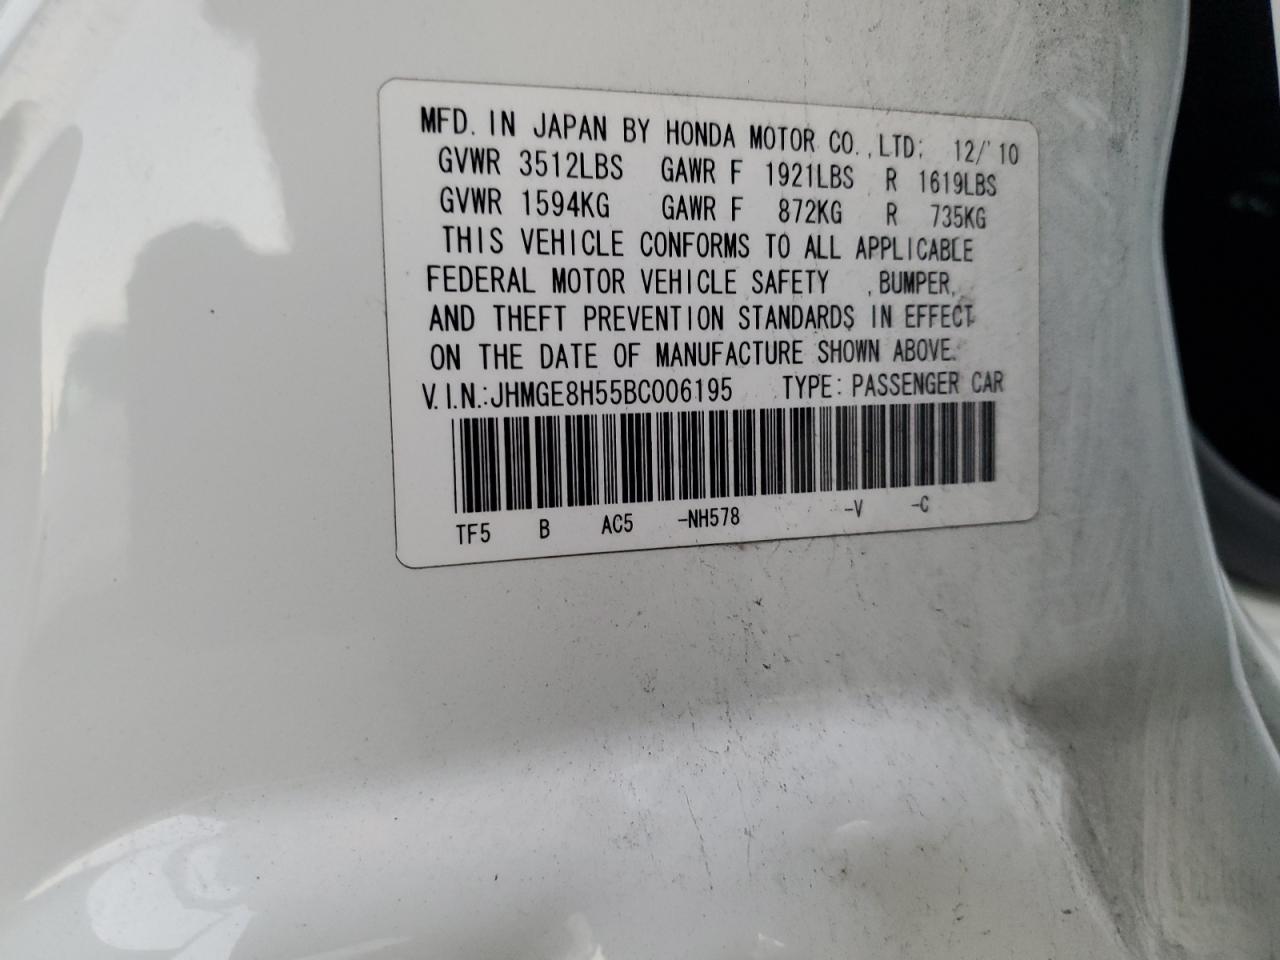 MFD. IN JAPAN BY HONDA MOTOR CO., LTD; 12/'10
GVWR 3512LBS GAWR F 1921LBS R 1619LBS
GVWR 1594KG GAWR F 872KG R 735KG
THIS VEHICLE CONFORMS TO ALL APPLICABLE
FEDERAL MOTOR VEHICLE SAFETY , BUMPER,
AND THEFT PREVENTION STANDARDS IN EFFECT
ON THE DATE OF MANUFACTURE SHOWN ABOVE.
V.I.N.:JHMGE8H55BC006195 TYPE: PASSENGER CAR
TF5 B AC5 -NH578 -V -C